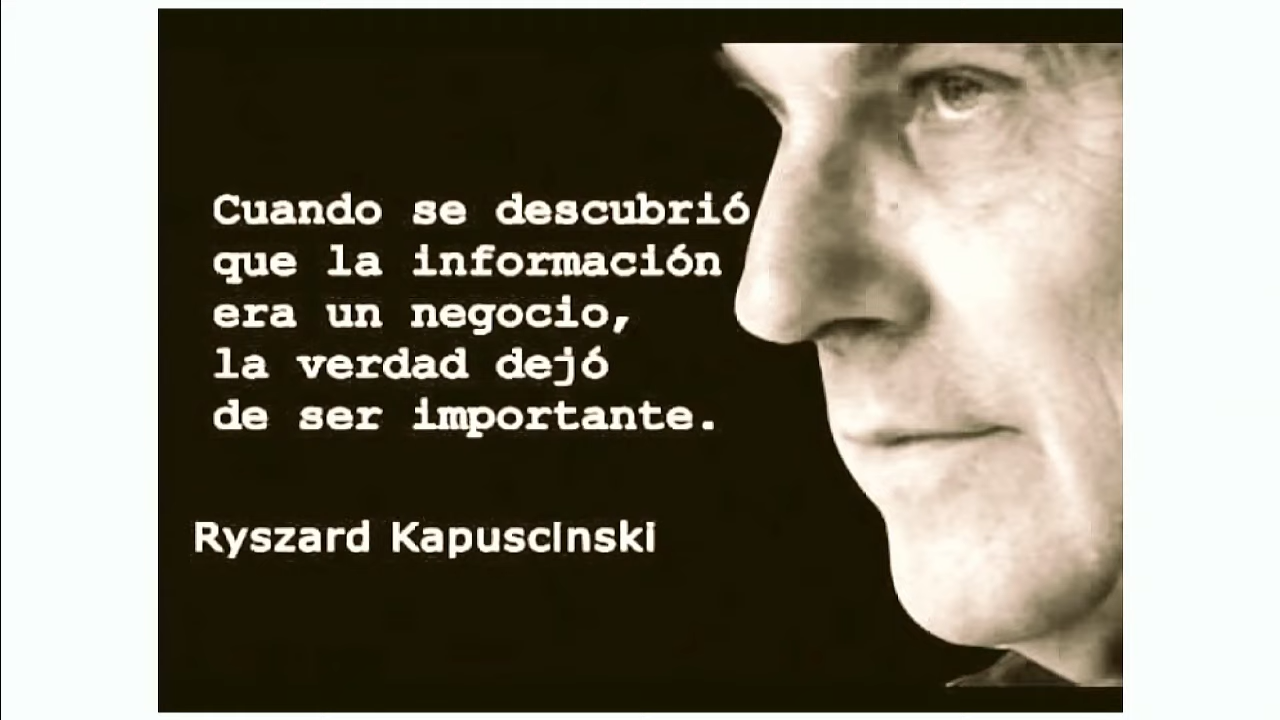 Cuando se descubrió
que la información
era un negocio,
la verdad dejó
de ser importante.
Ryszard Kapuscinski